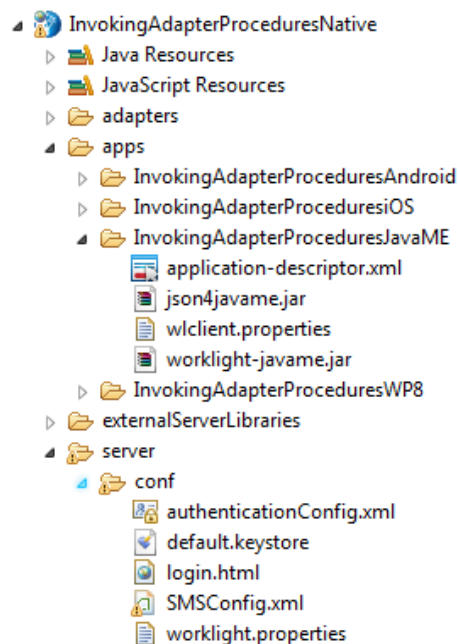 InvokingAdapterProceduresNative
Java Resources
JavaScript Resources
adapters
apps
InvokingAdapterProceduresAndroid
InvokingAdapterProceduresiOS
InvokingAdapterProceduresJavaME
application-descriptor.xml
json4javame.jar
wlclient.properties
worklight-javame.jar
InvokingAdapterProceduresWP8
externalServerLibraries
server
conf
authenticationConfig.xml
default.keystore
login.html
SMSConfig.xml
worklight.properties